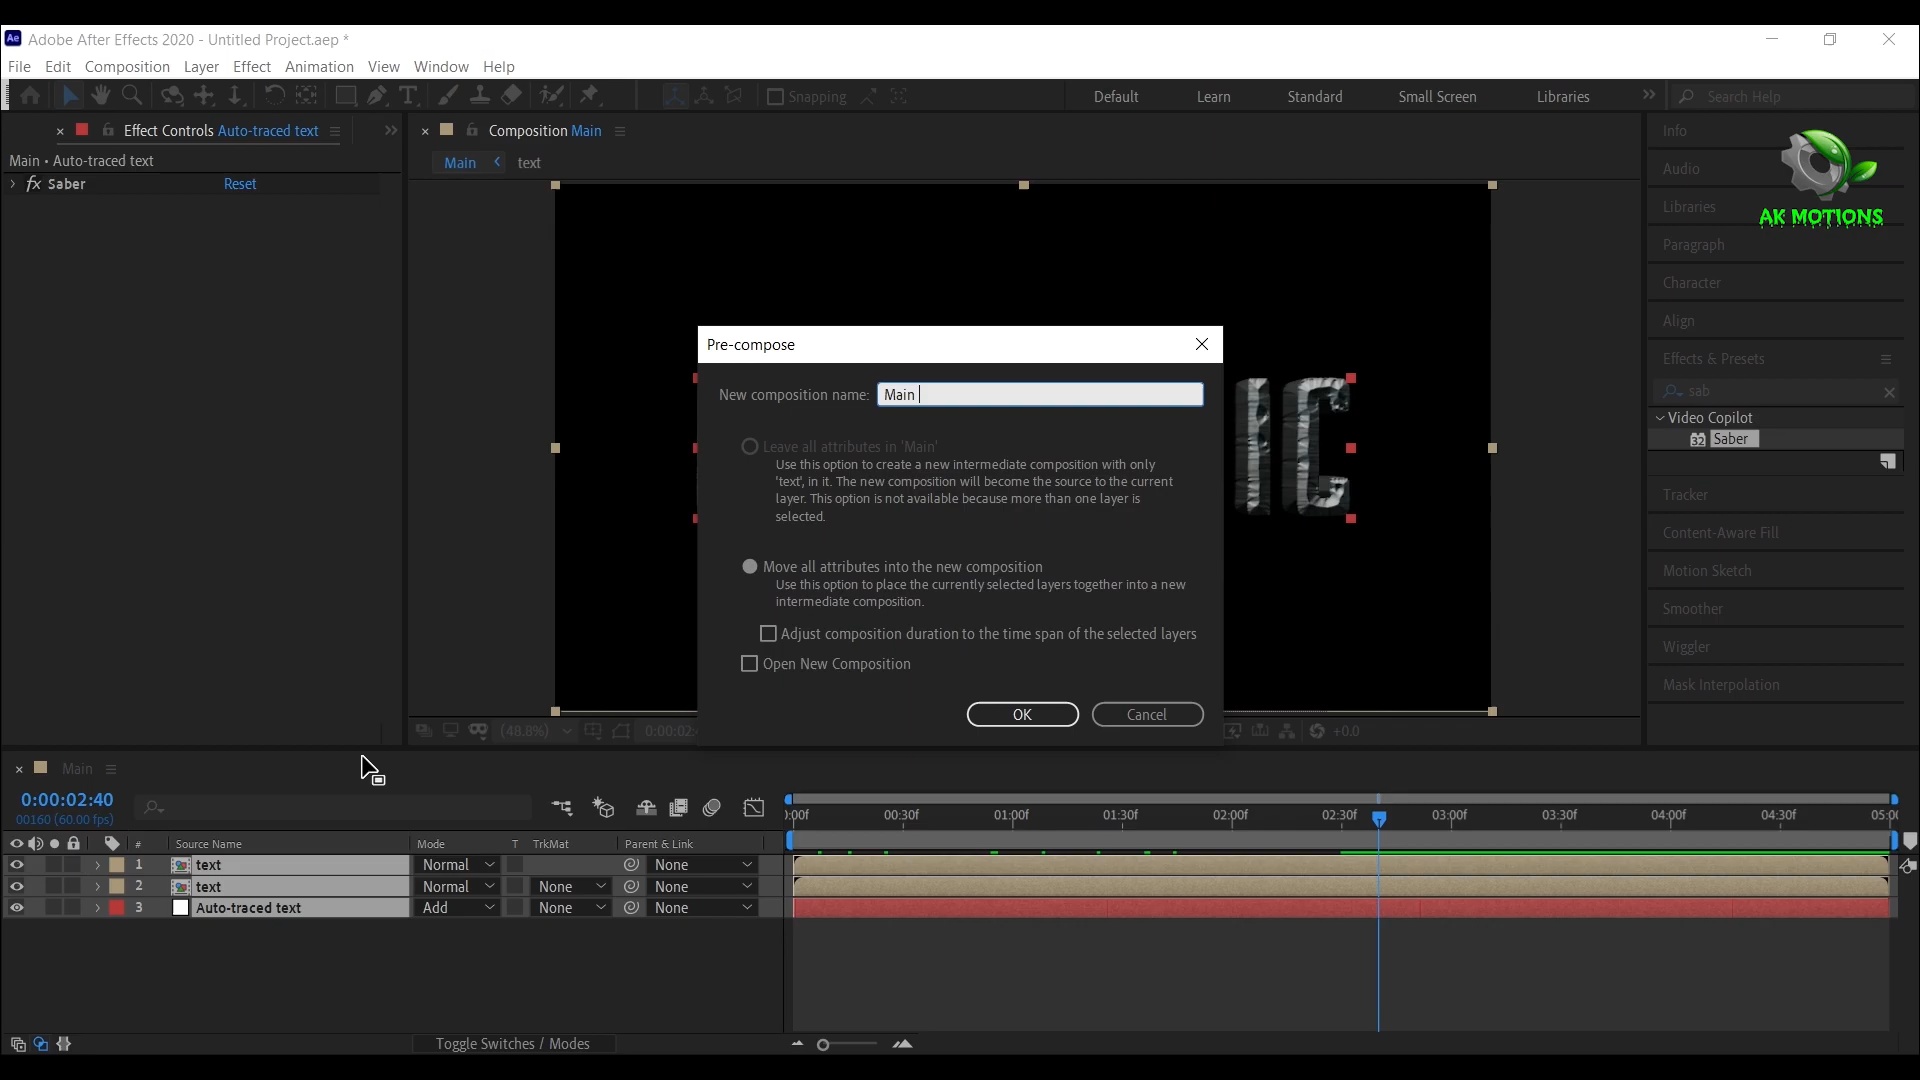 Adobe After Effects 2020 - Untitled Project.aep *
File Edit Composition Layer Effect Animation View Window Help
Snapping
Default Learn Standard Small Screen Libraries
Search Help
Effect Controls Auto-traced text
Composition Main
Main • Auto-traced text
Main text
fx Saber Reset
Info
Audio
Libraries
Paragraph
Character
Align
Effects & Presets
sab
Video Copilot
32 Saber
Tracker
Content-Aware Fill
Motion Sketch
Smoother
Wiggler
Mask Interpolation
AK MOTIONS
IC
Pre-compose
New composition name: Main
Leave all attributes in 'Main'
Use this option to create a new intermediate composition with only
'text', in it. The new composition will become the source to the current
layer. This option is not available because more than one layer is
selected.
Move all attributes into the new composition
Use this option to place the currently selected layers together into a new
intermediate composition.
Adjust composition duration to the time span of the selected layers
Open New Composition
OK Cancel
(48.8%) 0:00:02: +0.0
Main
0:00:02:40
00160 (60.00 fps)
):00f 00:30f 01:00f 01:30f 02:00f 02:30f 03:00f 03:30f 04:00f 04:30f 05:00
# Source Name Mode T TrkMat Parent & Link
1 text Normal None
2 text Normal None None
3 Auto-traced text Add None None
Toggle Switches / Modes